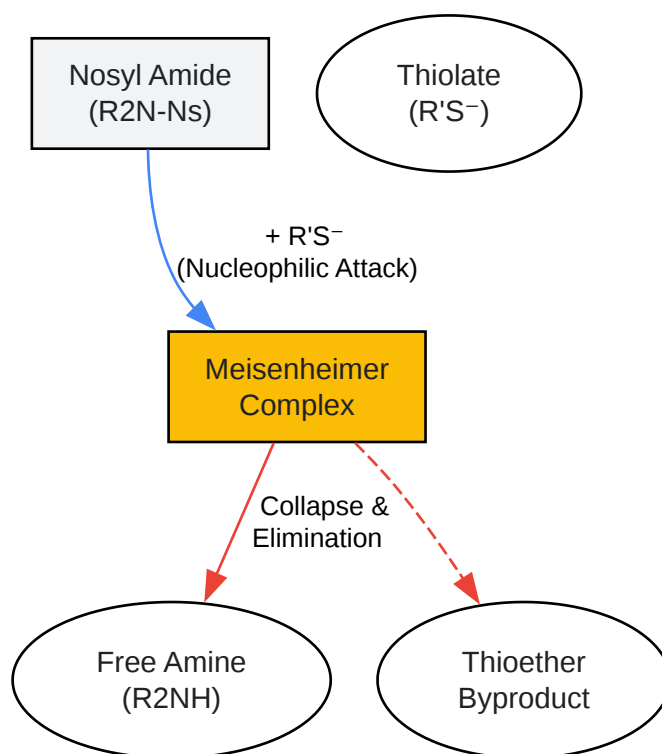 Nosyl Amide
(R2N-Ns)
Thiolate
(R'S⁻)
+ R'S⁻
(Nucleophilic Attack)
Meisenheimer
Complex
Collapse &
Elimination
Free Amine
(R2NH)
Thioether
Byproduct